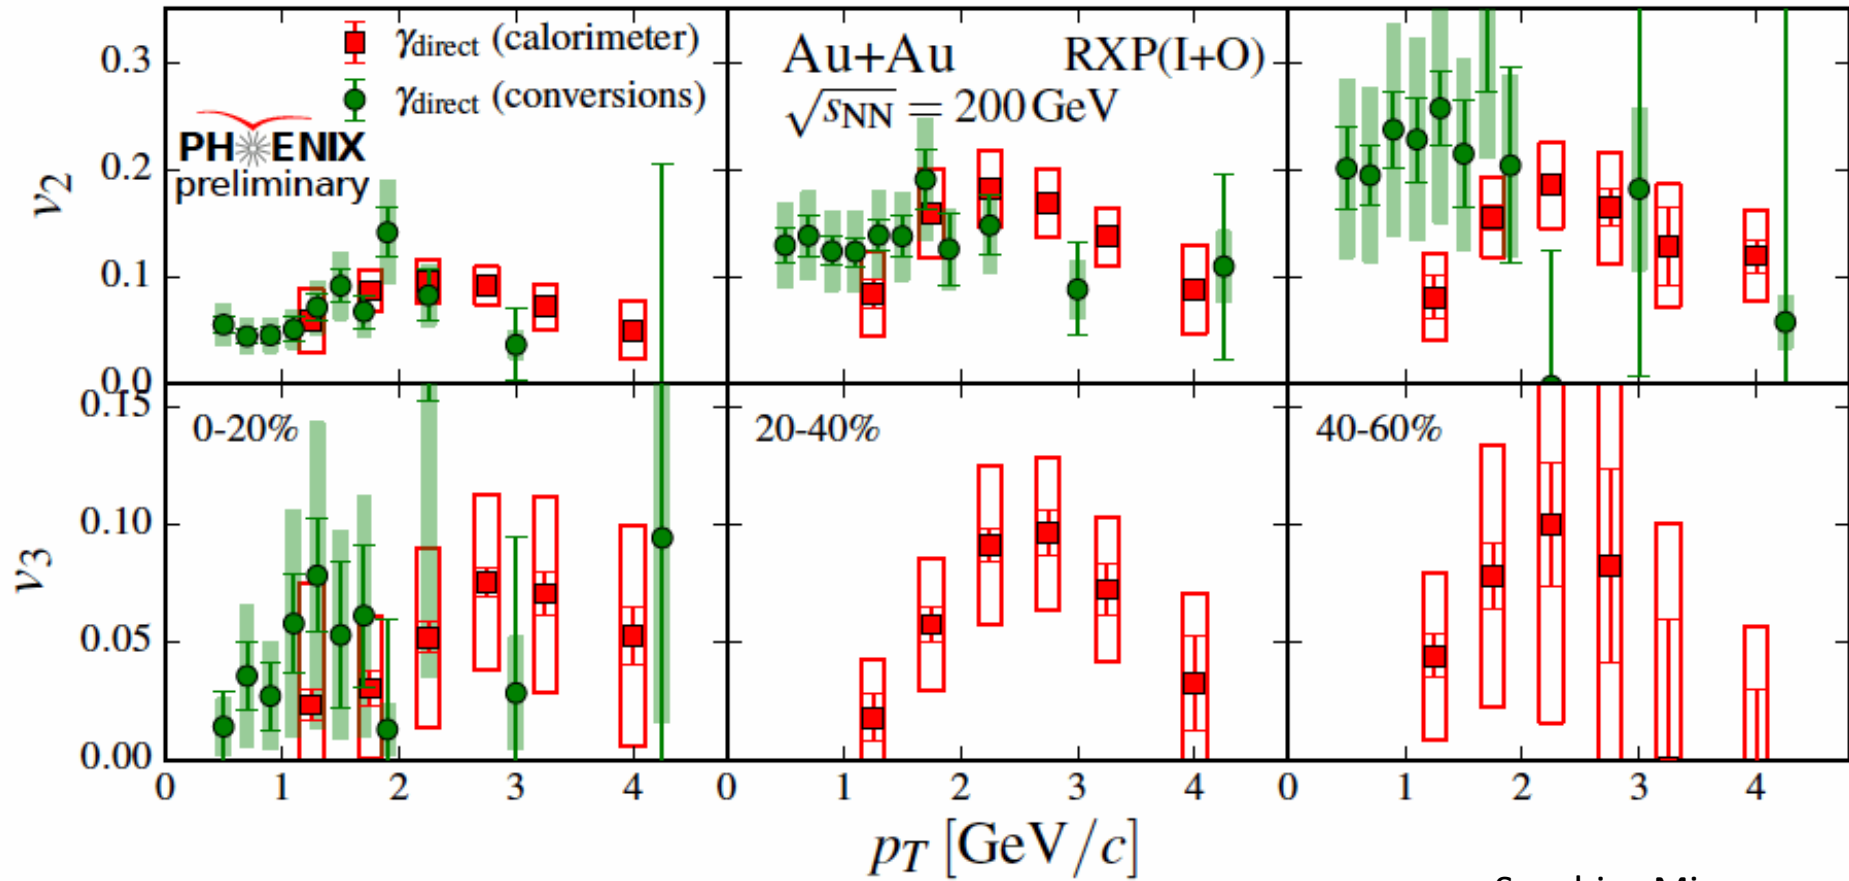 γdirect (calorimeter)
γdirect (conversions)
PHENIX
preliminary
Au+Au RXP(I+O)
√sNN = 200 GeV
v2
0.3
0.2
0.1
0.0
v3
0.15
0.10
0.05
0.00
0-20%
20-40%
40-60%
0 1 2 3 4 0 1 2 3 4 0 1 2 3 4
pT [GeV/c]